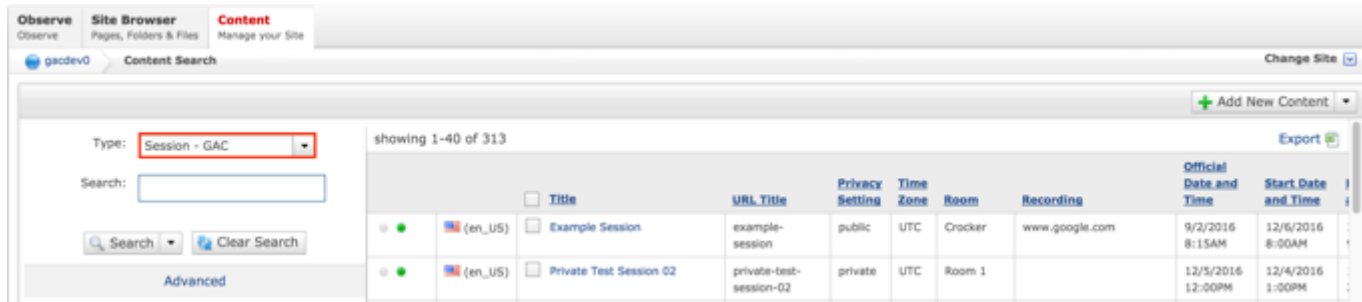 Observe Site Browser Content
Observe Pages, Folders & Files Manage your Site
gacdev0 Content Search Change Site
Add New Content
Type: Session - GAC showing 1-40 of 313 Export
Search:
Title URL Title Privacy Setting Time Zone Room Recording Official Date and Time Start Date and Time
(en_US) Example Session example-session public UTC Crocker www.google.com 9/2/2016 8:15AM 12/6/2016 8:00AM
Search Clear Search
(en_US) Private Test Session 02 private-test-session-02 private UTC Room 1 12/5/2016 12:00PM 12/4/2016 1:00PM
Advanced